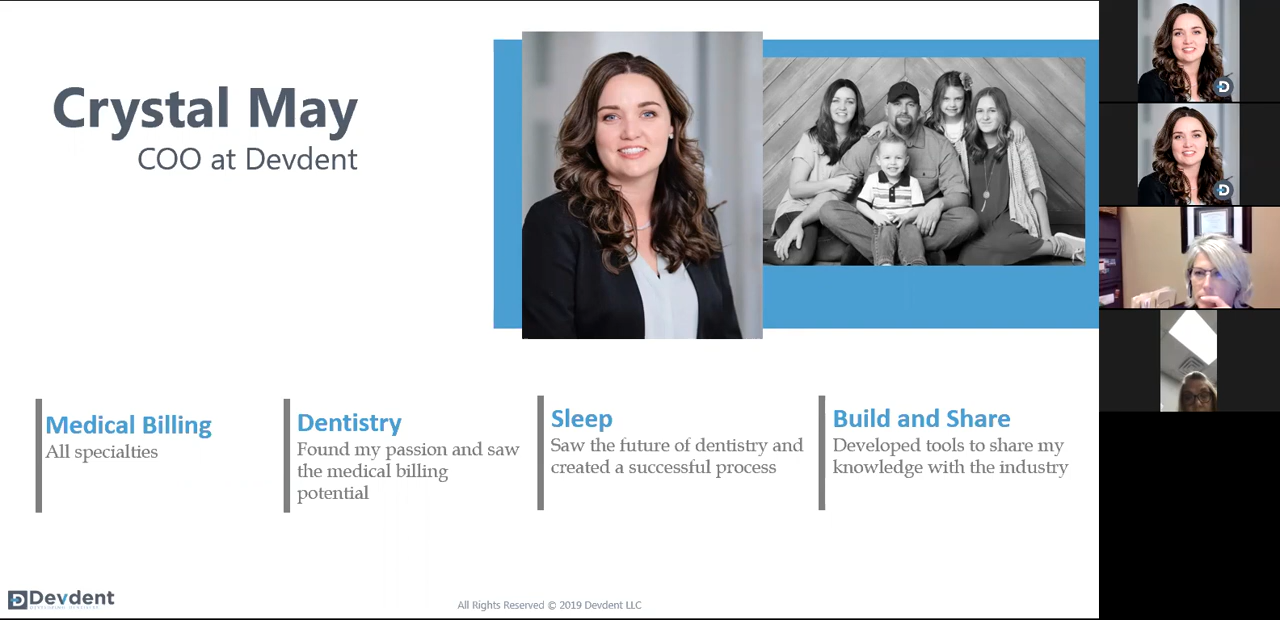 Crystal May
COO at Devdent
Medical Billing
All specialties
Dentistry
Found my passion and saw
the medical billing
potential
Sleep
Saw the future of dentistry and
created a successful process
Build and Share
Developed tools to share my
knowledge with the industry
Devdent
All Rights Reserved © 2019 Devdent LLC